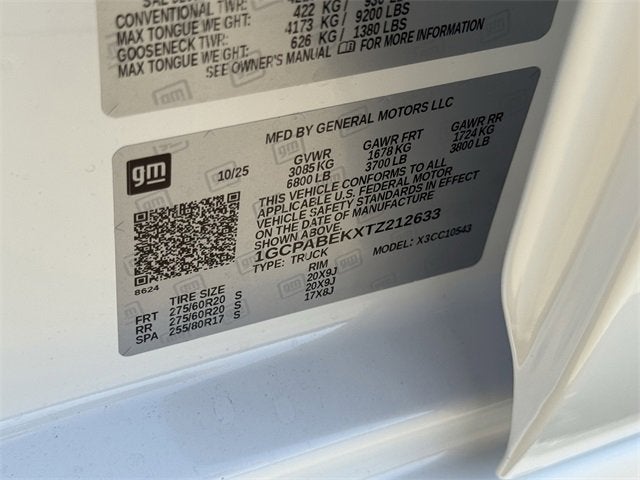 422 KG / 930 LBS
CONVENTIONAL TWR: 4173 KG / 9200 LBS
MAX TONGUE WGHT: 626 KG / 1380 LBS
GOOSENECK TWR:
MAX TONGUE WGHT:
SEE OWNER'S MANUAL FOR MORE INFORMATION
gm
MFD BY GENERAL MOTORS LLC
10/25
GVWR GAWR FRT GAWR RR
3085 KG 1678 KG 1724 KG
6800 LB 3700 LB 3800 LB
THIS VEHICLE CONFORMS TO ALL
APPLICABLE U.S. FEDERAL MOTOR
VEHICLE SAFETY STANDARDS IN EFFECT
ON THE DATE OF MANUFACTURE
SHOWN ABOVE.
1GCPABEKXTZ212633
TYPE: TRUCK MODEL: X3CC10543
8624
TIRE SIZE RIM
FRT 275/60R20 S 20X9J
RR 275/60R20 S 20X9J
SPA 255/80R17 S 17X8J